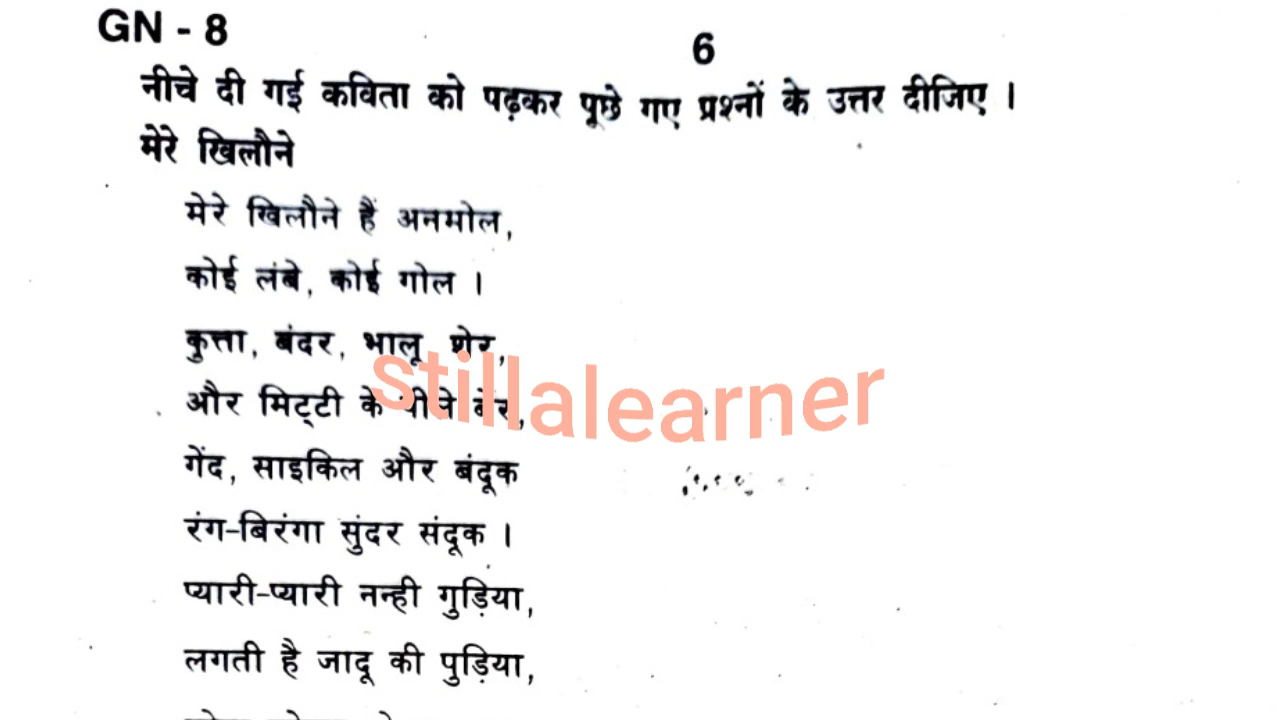 GN - 8
6
नीचे दी गई कविता को पढ़कर पूछे गए प्रश्नों के उत्तर दीजिए ।
मेरे खिलौने
मेरे खिलौने हैं अनमोल,
कोई लंबे, कोई गोल ।
कुत्ता, बंदर, भालू शेर,
stillalearner
और मिट्टी के बेर,
गेंद, साइकिल और बंदूक
रंग-बिरंगा सुंदर संदूक ।
प्यारी-प्यारी नन्ही गुड़िया,
लगती है जादू की पुड़िया,